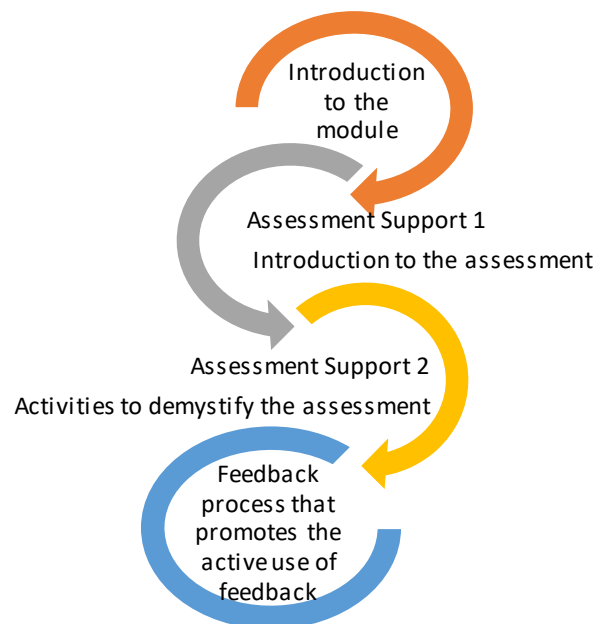 Introduction
to the
module
Assessment Support 1
Introduction to the assessment
Assessment Support 2
Activities to demystify the assessment
Feedback
process that
promotes the
active use of
feedback